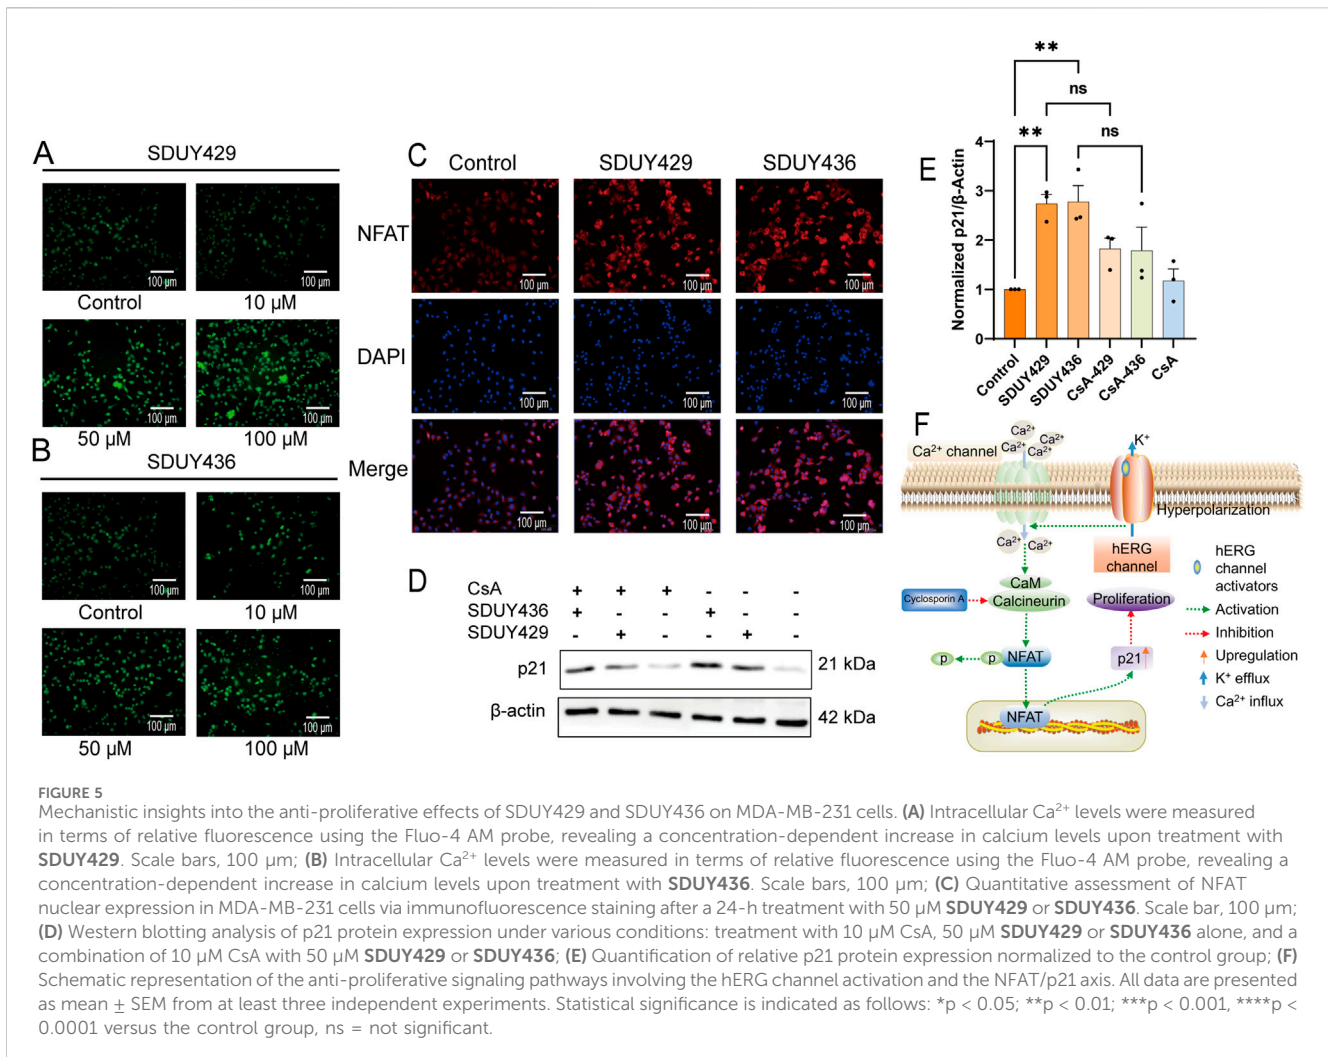 A
SDUY429
100 µm
100 µm
Control
10 µM
100 µm
100 µm
50 µM
100 µM
B
SDUY436
100 µm
100 µm
Control
10 µM
100 µm
100 µm
50 µM
100 µM
C
Control
SDUY429
SDUY436
NFAT
100 µm
100 µm
100 µm
DAPI
100 µm
100 µm
100 µm
Merge
100 µm
100 µm
100 µm
D
CsA + + + - - -
SDUY436 + - - + - -
SDUY429 - + - - + -
p21
21 kDa
β-actin
42 kDa
E
**
ns
**
ns
Normalized p21/β-Actin
4
3
2
1
0
Control
SDUY429
SDUY436
CsA-429
CsA-436
CsA
F
Ca²⁺
Ca²⁺
Ca²⁺
Ca²⁺
K⁺
Ca²⁺ channel
Hyperpolarization
Ca²⁺
Ca²⁺
hERG
channel
CaM
Calcineurin
Cyclosporin A
Proliferation
p
p
NFAT
p21
NFAT
hERG
channel
activators
Activation
Inhibition
Upregulation
K⁺ efflux
Ca²⁺ influx
FIGURE 5
Mechanistic insights into the anti-proliferative effects of SDUY429 and SDUY436 on MDA-MB-231 cells. (A) Intracellular Ca²⁺ levels were measured
in terms of relative fluorescence using the Fluo-4 AM probe, revealing a concentration-dependent increase in calcium levels upon treatment with
SDUY429. Scale bars, 100 µm; (B) Intracellular Ca²⁺ levels were measured in terms of relative fluorescence using the Fluo-4 AM probe, revealing a
concentration-dependent increase in calcium levels upon treatment with SDUY436. Scale bars, 100 µm; (C) Quantitative assessment of NFAT
nuclear expression in MDA-MB-231 cells via immunofluorescence staining after a 24-h treatment with 50 µM SDUY429 or SDUY436. Scale bar, 100 µm;
(D) Western blotting analysis of p21 protein expression under various conditions: treatment with 10 µM CsA, 50 µM SDUY429 or SDUY436 alone, and a
combination of 10 µM CsA with 50 µM SDUY429 or SDUY436; (E) Quantification of relative p21 protein expression normalized to the control group; (F)
Schematic representation of the anti-proliferative signaling pathways involving the hERG channel activation and the NFAT/p21 axis. All data are presented
as mean ± SEM from at least three independent experiments. Statistical significance is indicated as follows: *p < 0.05; **p < 0.01; ***p < 0.001, ****p <
0.0001 versus the control group, ns = not significant.